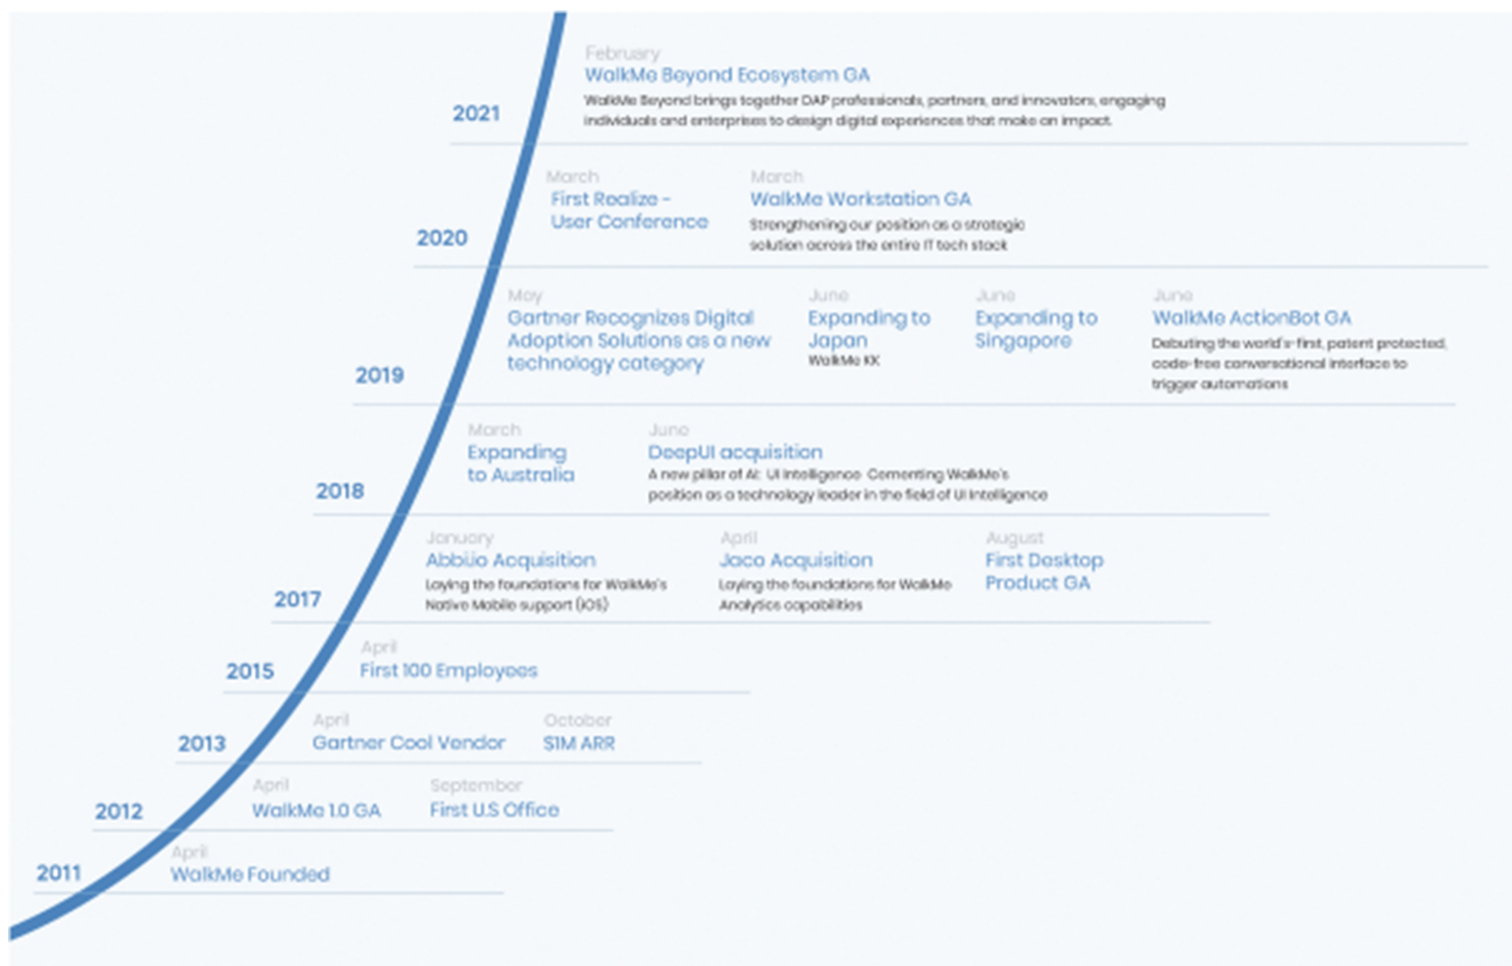 February
WalkMe Beyond Ecosystem GA
2021
WalkMe Beyond brings together DAP professionals, partners, and innovators, engaging
individuals and enterprises to design digital experiences that make an impact.
March
First Realize -
User Conference
March
WalkMe Workstation GA
Strengthening our position as a strategic
solution across the entire IT tech stack
2020
May
Gartner Recognizes Digital
Adoption Solutions as a new
technology category
June
Expanding to
Japan
WalkMe KK
June
Expanding to
Singapore
June
WalkMe ActionBot GA
Debuting the world's-first, patent protected,
code-free conversational interface to
trigger automations
2019
March
Expanding
to Australia
June
DeepUI acquisition
A new pillar of AI: UI Intelligence Cementing WalkMe's
position as a technology leader in the field of UI Intelligence
2018
January
Abbi.io Acquisition
Laying the foundations for WalkMe's
Native Mobile support (iOS)
April
Jaco Acquisition
Laying the foundations for WalkMe
Analytics capabilities
August
First Desktop
Product GA
2017
April
First 100 Employees
2015
April
Gartner Cool Vendor
October
$1M ARR
2013
April
WalkMe 1.0 GA
September
First U.S Office
2012
April
WalkMe Founded
2011